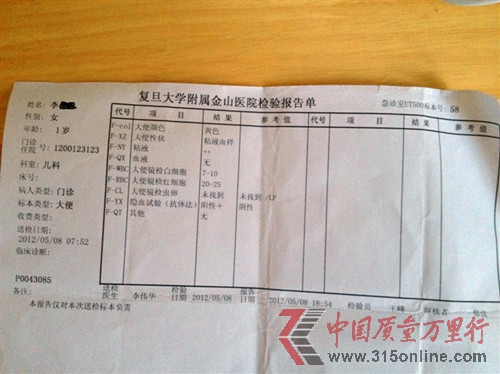 复旦大学附属金山医院检验报告单
姓名: 李
急诊室UT500标本号: 58
性别: 女
年龄: 1岁
门诊
住院 号: 1200123123
科室: 儿科
床号:
病人类型: 门诊
标本类型: 大便
收费类型:
送检日期:
2012/05/08 07:52
临床诊断:
P0043085
代号 项 目 结 果 参 考 值 代号 项 目 结 果 参 考 值
F-col 大便颜色 黄色
F-XZ 大便性状 粘液血样
F-NY 粘液 ++
F-QX 血液 无
F-WBC 大便镜检白细胞 7-10
F-RBC 大便镜检红细胞 20-25
F-CL 大便镜检虫卵 未找到 未找到 /LP
F-YX 隐血试验(抗体法) 阳性+ 阴性
F-QT 其他 无
备注: 送检医生 李伟华 检验日期 2012/05/08 报告日期 2012/05/08 18:54 检验员
本报告仅对本次送检标本负责
中国质量万里行
www.315online.com